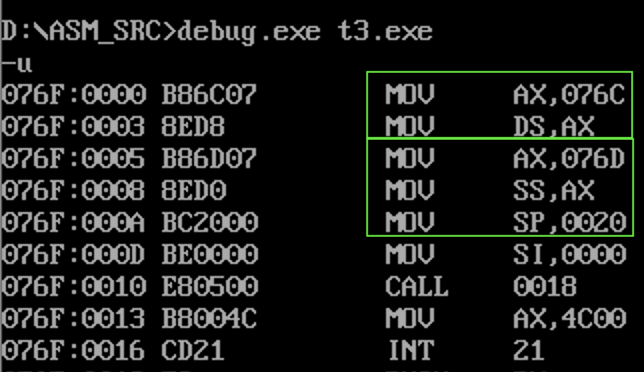 D:\ASM_SRC>debug.exe t3.exe
-u
076F:0000 B86C07 MOV AX,076C
076F:0003 8ED8 MOV DS,AX
076F:0005 B86D07 MOV AX,076D
076F:0008 8ED0 MOV SS,AX
076F:000A BC2000 MOV SP,0020
076F:000D BE0000 MOV SI,0000
076F:0010 E80500 CALL 0018
076F:0013 B8004C MOV AX,4C00
076F:0016 CD21 INT 21